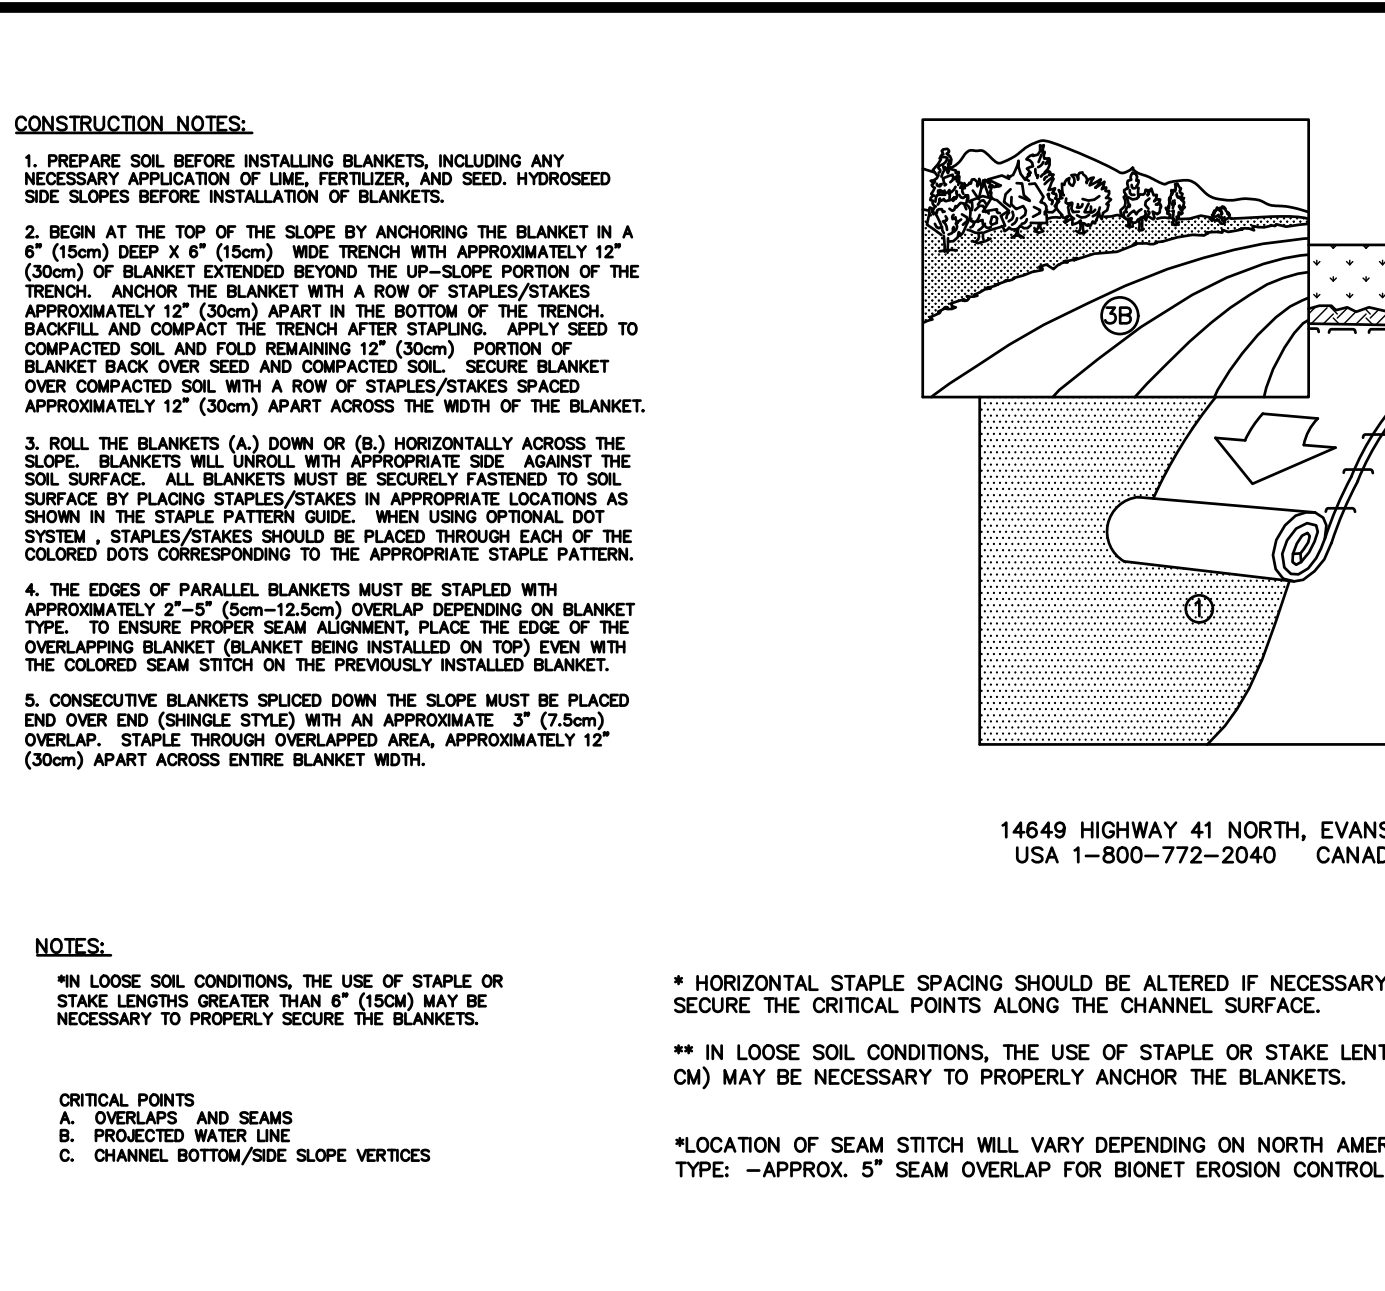 CONSTRUCTION NOTES:
1. PREPARE SOIL BEFORE INSTALLING BLANKETS, INCLUDING ANY
NECESSARY APPLICATION OF LIME, FERTILIZER, AND SEED. HYDROSEED
SIDE SLOPES BEFORE INSTALLATION OF BLANKETS.
2. BEGIN AT THE TOP OF THE SLOPE BY ANCHORING THE BLANKET IN A
6" (15cm) DEEP X 6" (15cm) WIDE TRENCH WITH APPROXIMATELY 12"
(30cm) OF BLANKET EXTENDED BEYOND THE UP-SLOPE PORTION OF THE
TRENCH. ANCHOR THE BLANKET WITH A ROW OF STAPLES/STAKES
APPROXIMATELY 12" (30cm) APART IN THE BOTTOM OF THE TRENCH.
BACKFILL AND COMPACT THE TRENCH AFTER STAPLING. APPLY SEED TO
COMPACTED SOIL AND FOLD REMAINING 12" (30cm) PORTION OF
BLANKET BACK OVER SEED AND COMPACTED SOIL. SECURE BLANKET
OVER COMPACTED SOIL WITH A ROW OF STAPLES/STAKES SPACED
APPROXIMATELY 12" (30cm) APART ACROSS THE WIDTH OF THE BLANKET.
3. ROLL THE BLANKETS (A.) DOWN OR (B.) HORIZONTALLY ACROSS THE
SLOPE. BLANKETS WILL UNROLL WITH APPROPRIATE SIDE AGAINST THE
SOIL SURFACE. ALL BLANKETS MUST BE SECURELY FASTENED TO SOIL
SURFACE BY PLACING STAPLES/STAKES IN APPROPRIATE LOCATIONS AS
SHOWN IN THE STAPLE PATTERN GUIDE. WHEN USING OPTIONAL DOT
SYSTEM , STAPLES/STAKES SHOULD BE PLACED THROUGH EACH OF THE
COLORED DOTS CORRESPONDING TO THE APPROPRIATE STAPLE PATTERN.
4. THE EDGES OF PARALLEL BLANKETS MUST BE STAPLED WITH
APPROXIMATELY 2"-5" (5cm-12.5cm) OVERLAP DEPENDING ON BLANKET
TYPE. TO ENSURE PROPER SEAM ALIGNMENT, PLACE THE EDGE OF THE
OVERLAPPING BLANKET (BLANKET BEING INSTALLED ON TOP) EVEN WITH
THE COLORED SEAM STITCH ON THE PREVIOUSLY INSTALLED BLANKET.
5. CONSECUTIVE BLANKETS SPLICED DOWN THE SLOPE MUST BE PLACED
END OVER END (SHINGLE STYLE) WITH AN APPROXIMATE 3" (7.5cm)
OVERLAP. STAPLE THROUGH OVERLAPPED AREA, APPROXIMATELY 12"
(30cm) APART ACROSS ENTIRE BLANKET WIDTH.
3B
1
14649 HIGHWAY 41 NORTH, EVANS
USA 1-800-772-2040 CANAD
NOTES:
*IN LOOSE SOIL CONDITIONS, THE USE OF STAPLE OR
STAKE LENGTHS GREATER THAN 6" (15CM) MAY BE
NECESSARY TO PROPERLY SECURE THE BLANKETS.
CRITICAL POINTS
A. OVERLAPS AND SEAMS
B. PROJECTED WATER LINE
C. CHANNEL BOTTOM/SIDE SLOPE VERTICES
* HORIZONTAL STAPLE SPACING SHOULD BE ALTERED IF NECESSARY
SECURE THE CRITICAL POINTS ALONG THE CHANNEL SURFACE.
** IN LOOSE SOIL CONDITIONS, THE USE OF STAPLE OR STAKE LENT
CM) MAY BE NECESSARY TO PROPERLY ANCHOR THE BLANKETS.
*LOCATION OF SEAM STITCH WILL VARY DEPENDING ON NORTH AMER
TYPE: -APPROX. 5" SEAM OVERLAP FOR BIONET EROSION CONTROL